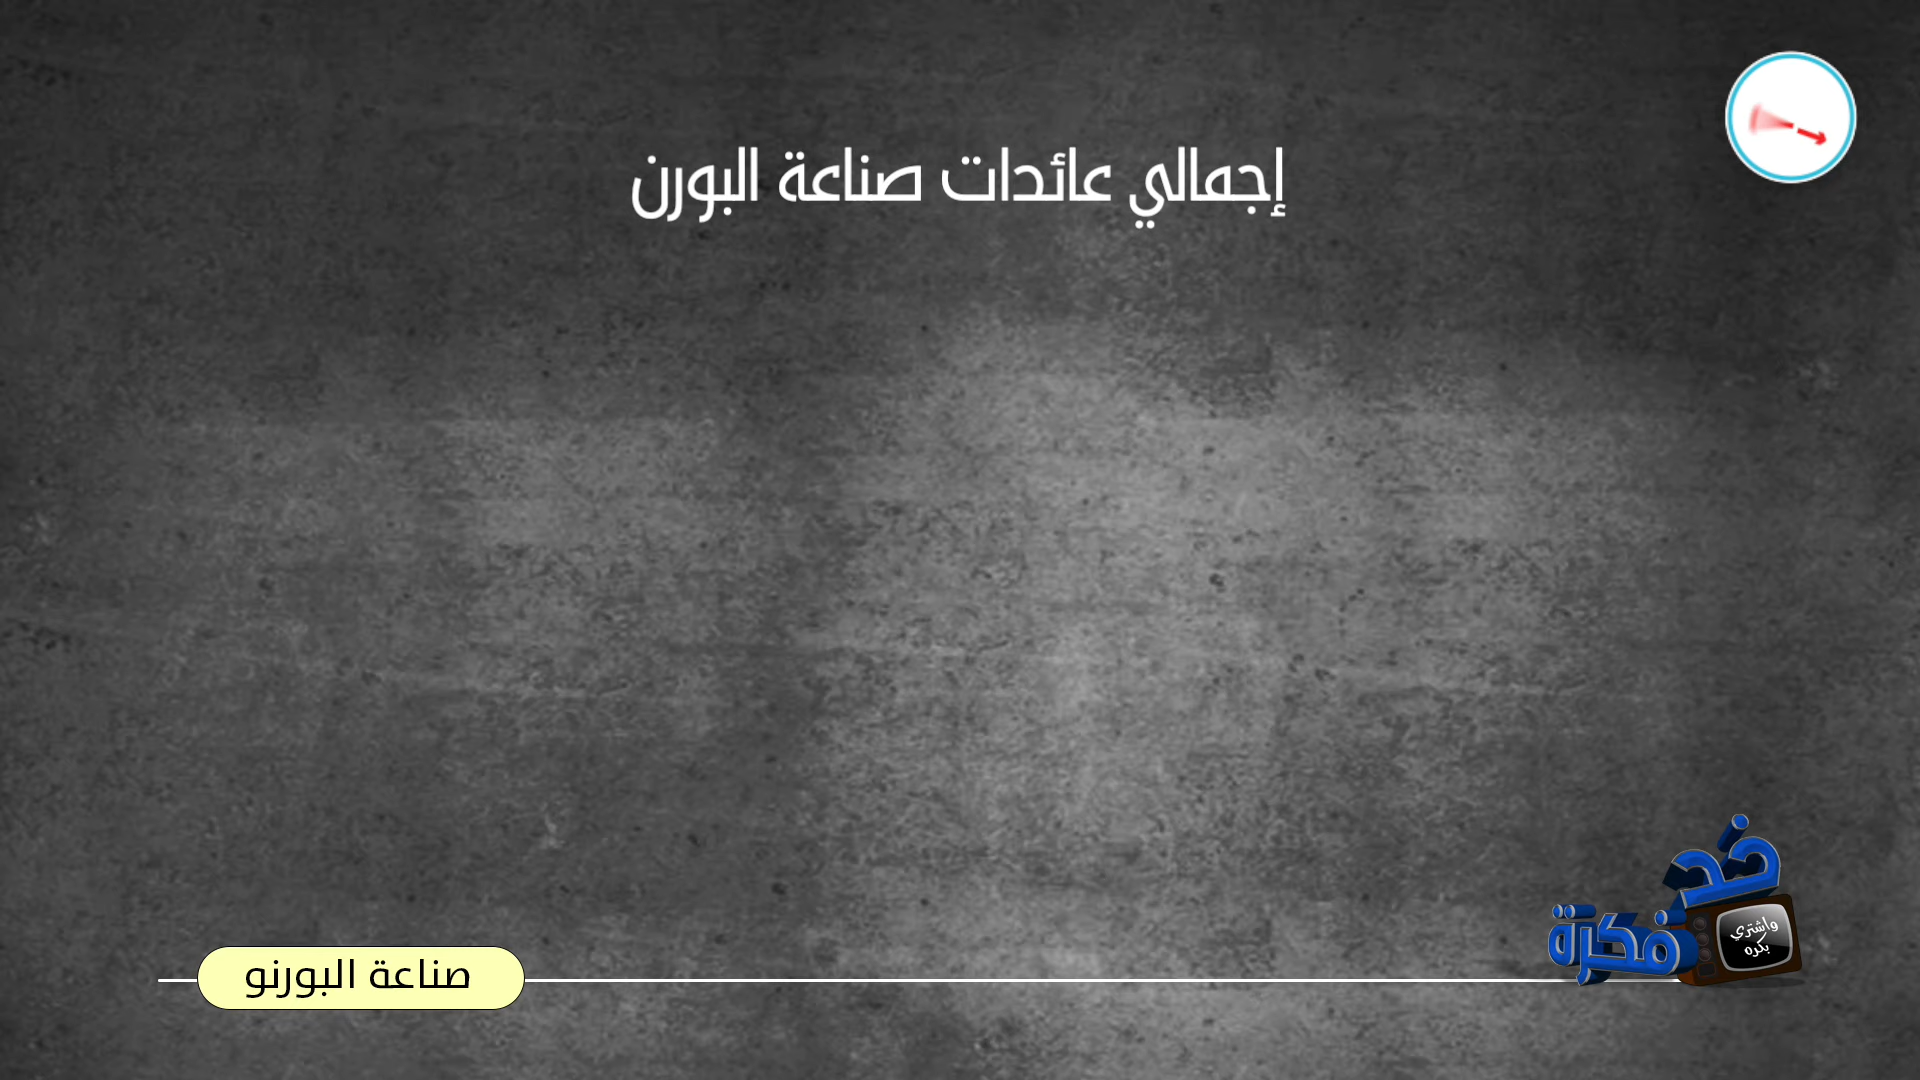 إجمالي عائدات صناعة البورن
خد
فكرة
واشتري
بكره
صناعة البورنو